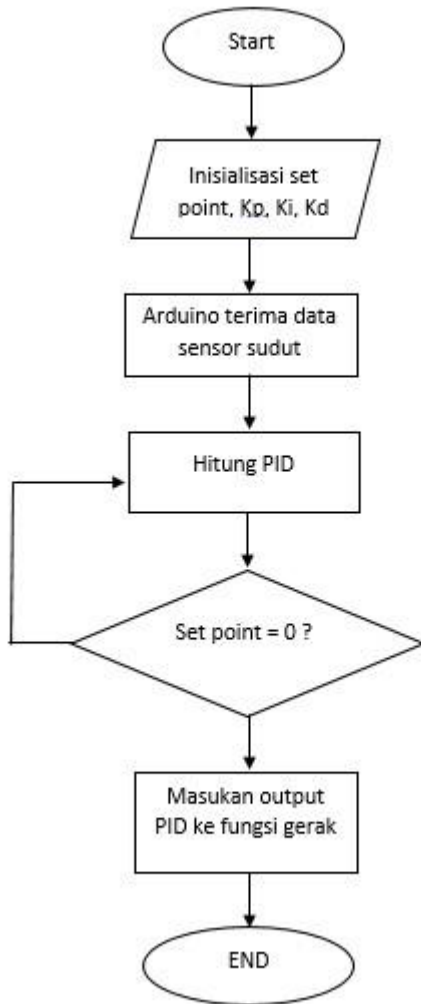 Start
Inisialisasi set
point, Kp, Ki, Kd
Arduino terima data
sensor sudut
Hitung PID
Set point = 0 ?
Masukan output
PID ke fungsi gerak
END